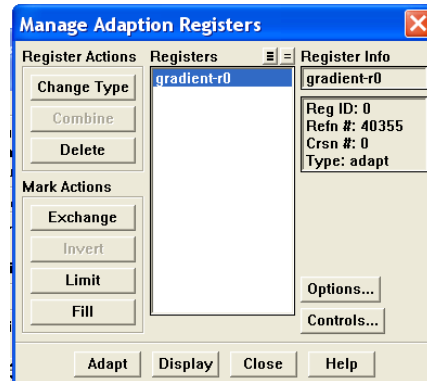 Manage Adaption Registers
Register Actions
Change Type
Combine
Delete
Mark Actions
Exchange
Invert
Limit
Fill
Registers
gradient-r0
Register Info
gradient-r0
Reg ID: 0
Refn #: 40355
Crsn #: 0
Type: adapt
Options...
Controls...
Adapt
Display
Close
Help